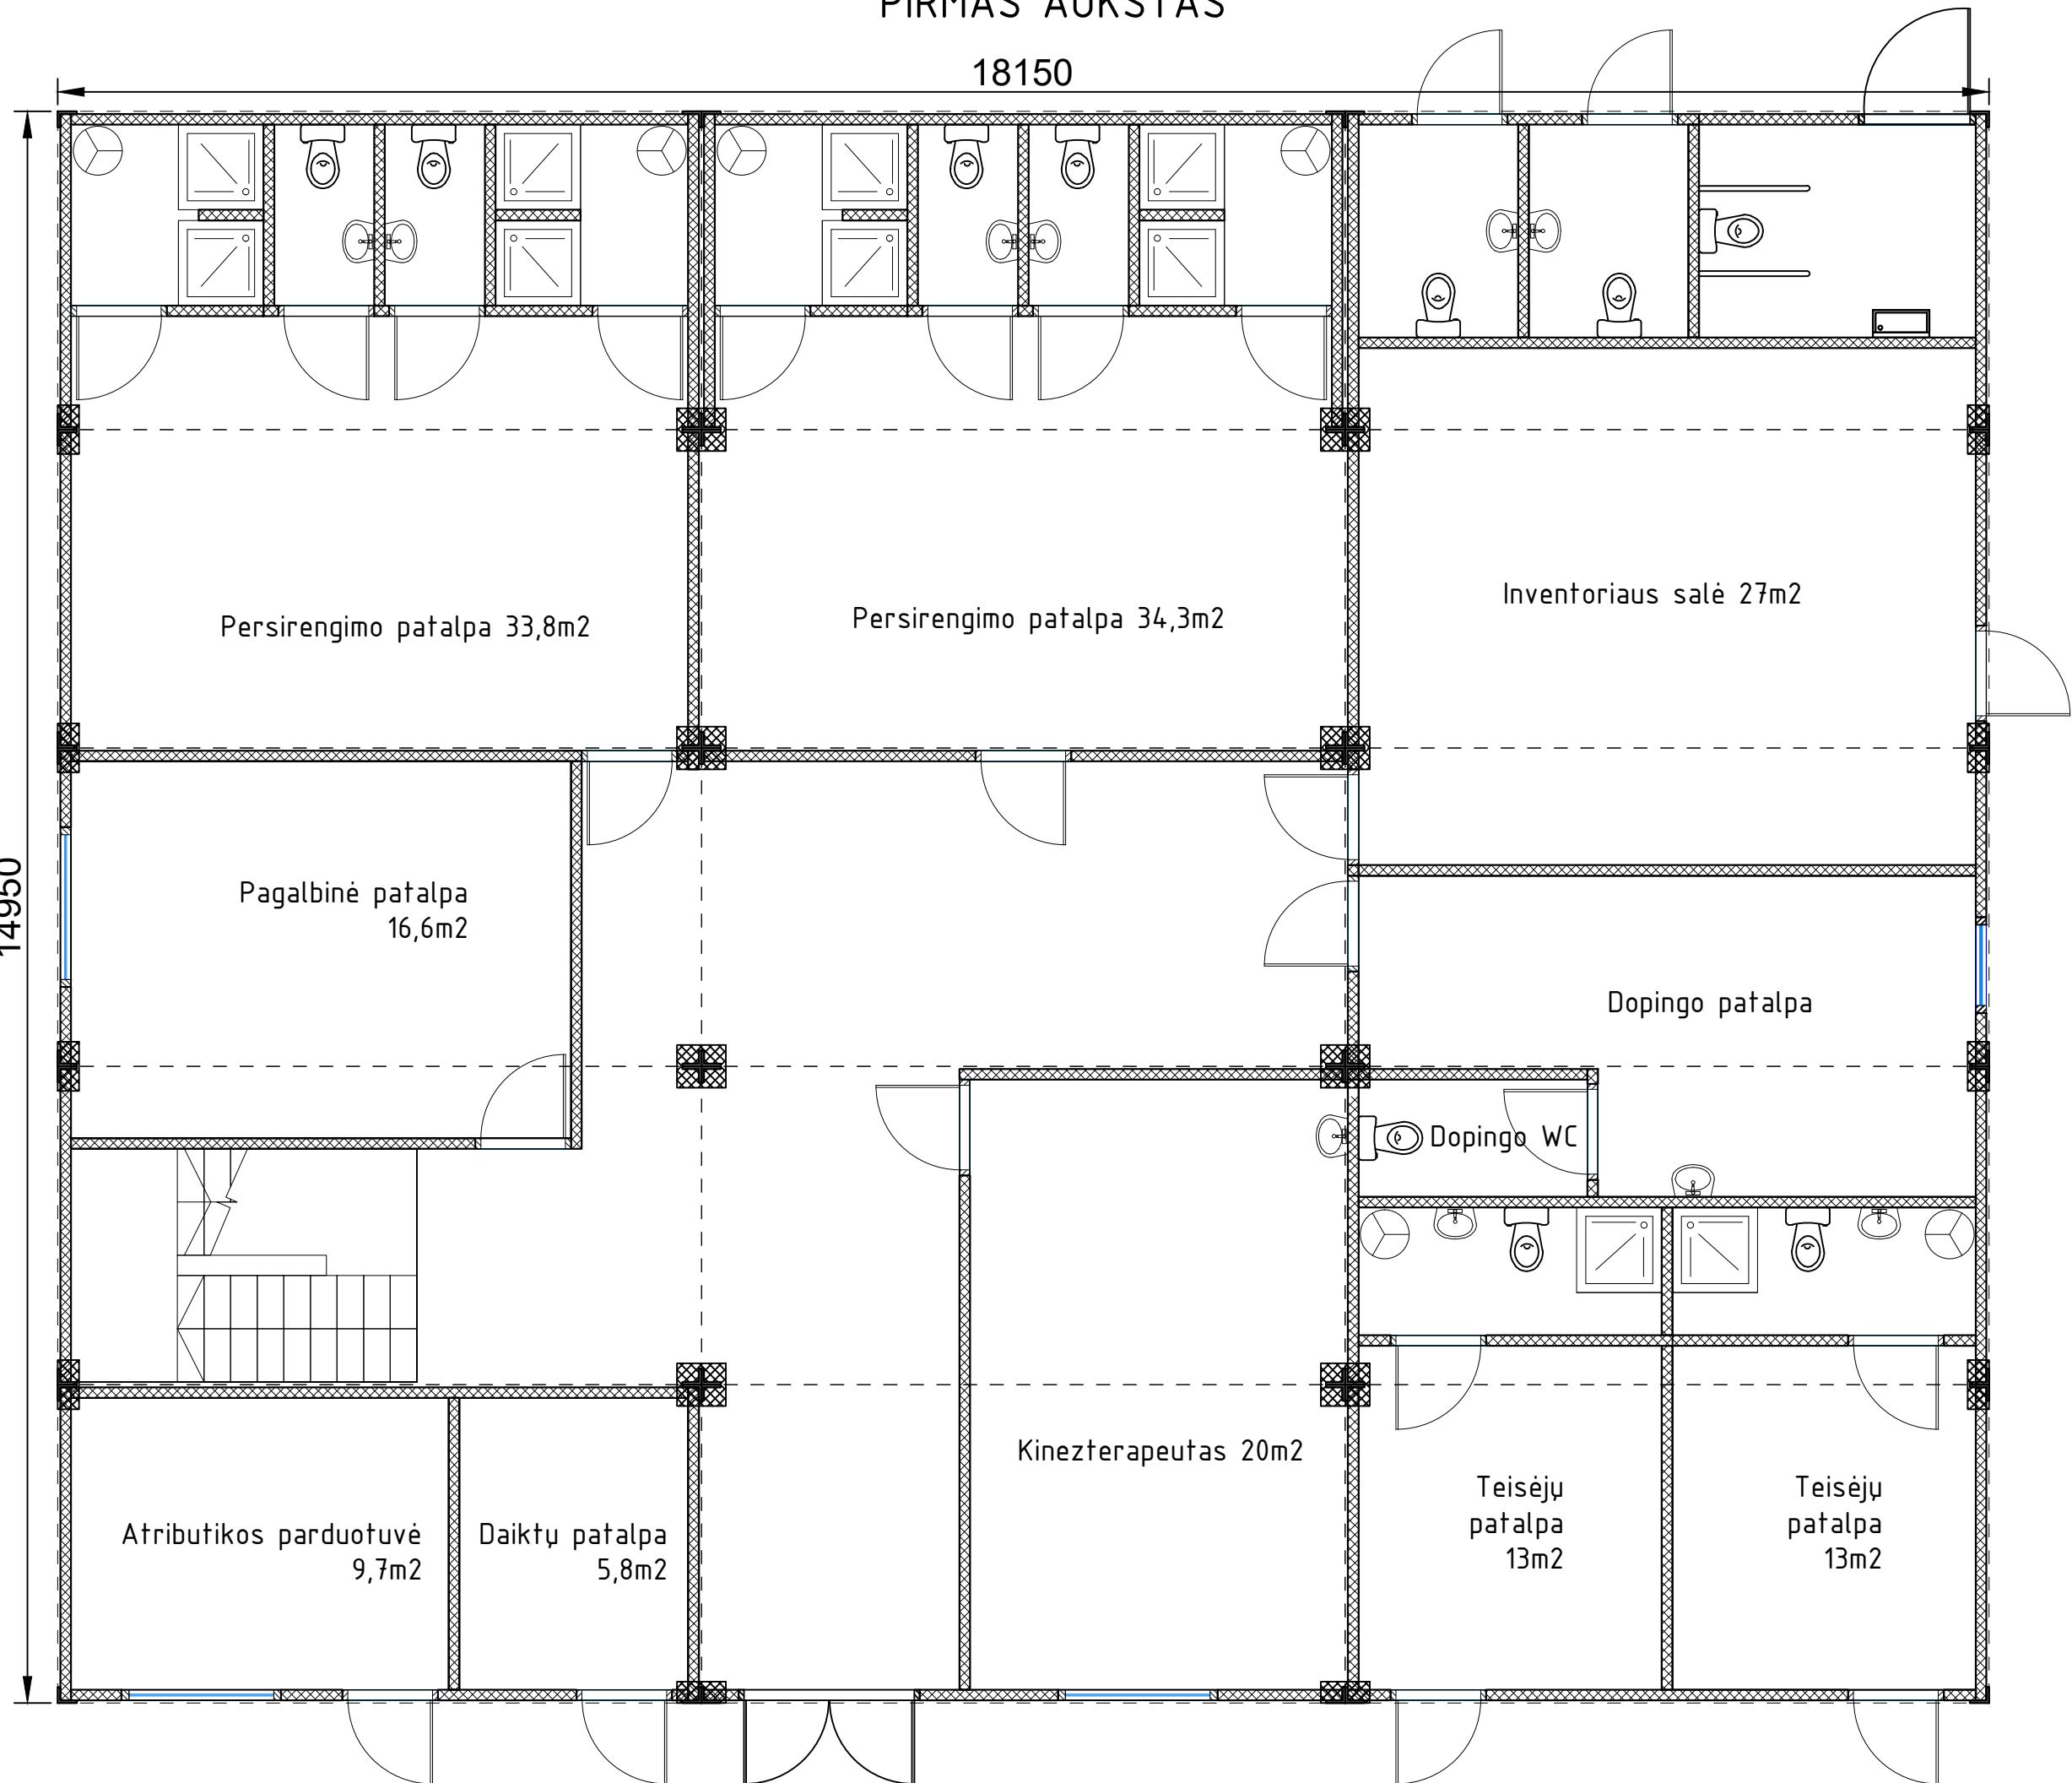 PIRMAS AUKŠTAS
18150
14950
Persirengimo patalpa 33,8m2
Persirengimo patalpa 34,3m2
Inventoriaus salė 27m2
Pagalbinė patalpa
16,6m2
Dopingo patalpa
Dopingo WC
Kinezterapeutas 20m2
Atributikos parduotuvė
9,7m2
Daiktų patalpa
5,8m2
Teisėjų
patalpa
13m2
Teisėjų
patalpa
13m2